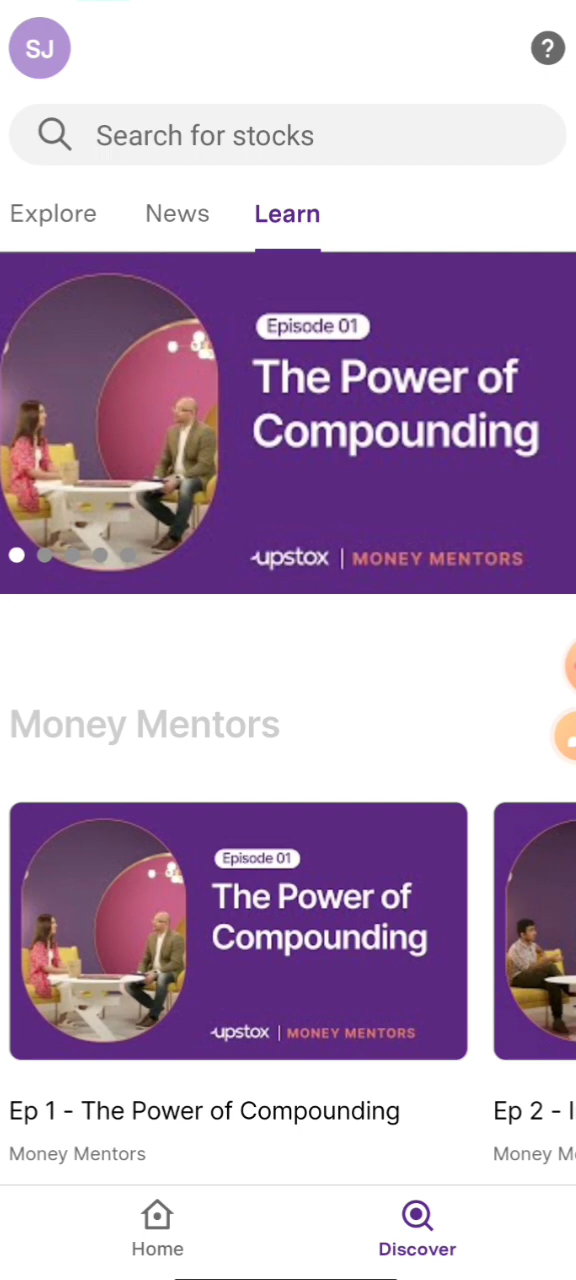 SJ
?
Search for stocks
Explore News Learn
Episode 01
The Power of
Compounding
upstox | MONEY MENTORS
Money Mentors
Episode 01
The Power of
Compounding
upstox | MONEY MENTORS
Ep 1 - The Power of Compounding
Ep 2 -
Money Mentors
Money
Home
Discover